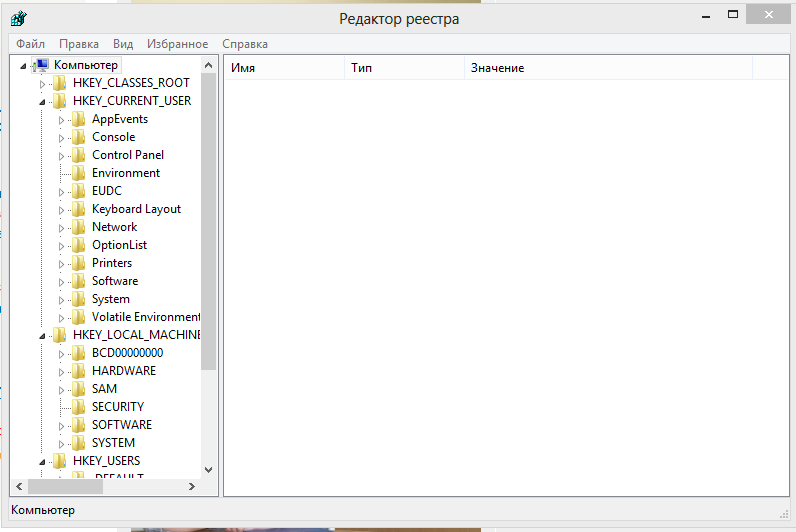 Редактор реестра
Файл Правка Вид Избранное Справка
Компьютер
HKEY_CLASSES_ROOT
HKEY_CURRENT_USER
AppEvents
Console
Control Panel
Environment
EUDC
Keyboard Layout
Network
OptionList
Printers
Software
System
Volatile Environment
HKEY_LOCAL_MACHINE
BCD00000000
HARDWARE
SAM
SECURITY
SOFTWARE
SYSTEM
HKEY_USERS
.DEFAULT
Имя Тип Значение
Компьютер